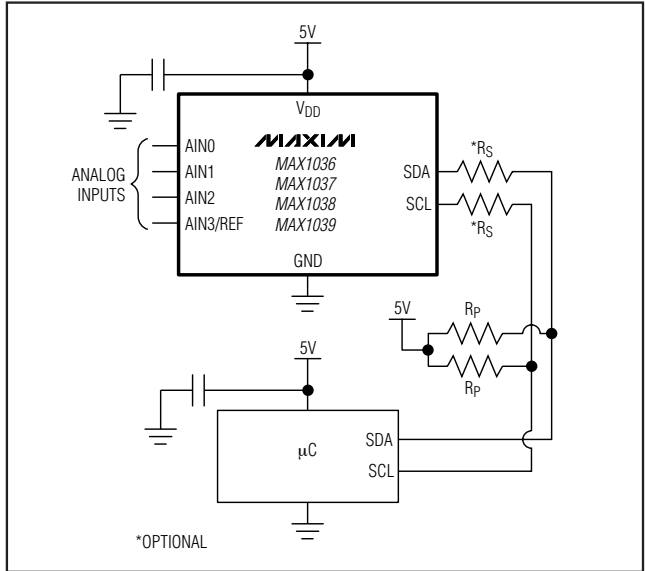 5V
VDD
MAXIM
AIN0
MAX1036
ANALOG
INPUTS
AIN1
MAX1037
SDA
*RS
AIN2
MAX1038
SCL
*RS
AIN3/REF
MAX1039
GND
5V
RP
RP
5V
µC
SDA
SCL
*OPTIONAL